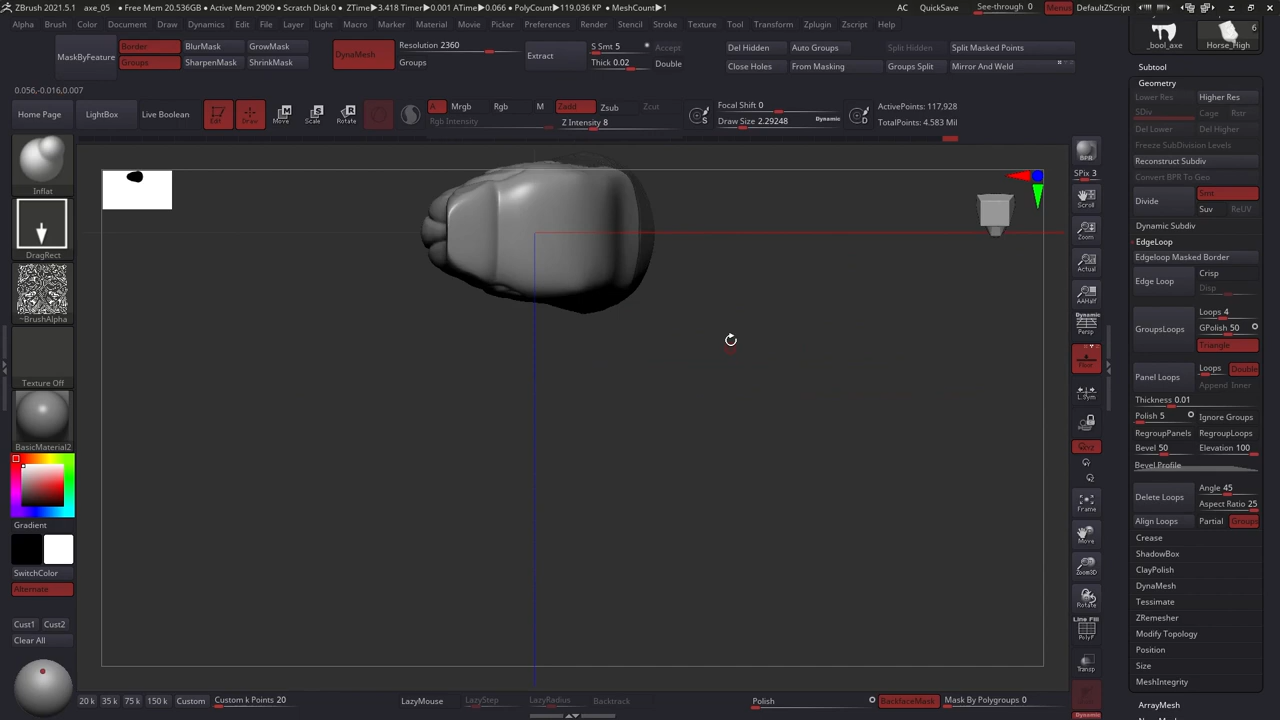 ZBrush 2021.5.1 axe_05 • Free Mem 20.536GB • Active Mem 2909 • Scratch Disk 0 • ZTime▶3.418 Timer▶0.001 ATime▶0.066 • PolyCount▶119.036 KP • MeshCount▶1
AC QuickSave See-through 0 Menus DefaultZScript
Alpha Brush Color Document Draw Dynamics Edit File Layer Light Macro Marker Material Movie Picker Preferences Render Stencil Stroke Texture Tool Transform Zplugin Zscript Help
_bool_axe Horse_High 6
MaskByFeature
Border BlurMask GrowMask
Groups SharpenMask ShrinkMask
DynaMesh
Resolution 2360
Groups
Extract
S Smt 5 Accept
Thick 0.02 Double
Del Hidden Auto Groups Split Hidden Split Masked Points
Close Holes From Masking Groups Split Mirror And Weld
0.056,-0.016,0.007
Home Page LightBox Live Boolean
Edit Draw Move Scale Rotate
A Mrgb Rgb M Zadd Zsub Zcut
Rgb Intensity Z Intensity 8
S
Focal Shift 0
Draw Size 2.29248 Dynamic
D
ActivePoints: 117,928
TotalPoints: 4.583 Mil
Inflat
DragRect
~BrushAlpha
Texture Off
BasicMaterial2
Gradient
SwitchColor
Alternate
Cust1 Cust2
Clear All
BPR
SPix 3
Scroll
Zoom
Actual
AAHalf
Dynamic
Persp
Floor
L.Sym
Frame
Move
Zoom3D
Rotate
Line Fill
PolyF
Transp
Dynamic
Subtool
Geometry
Lower Res Higher Res
SDiv Cage Rstr
Del Lower Del Higher
Freeze SubDivision Levels
Reconstruct Subdiv
Convert BPR To Geo
Divide
Smt
Suv ReUV
Dynamic Subdiv
EdgeLoop
Edgeloop Masked Border
Edge Loop
Crisp
Disp
GroupsLoops
Loops 4
GPolish 50
Triangle
Panel Loops
Loops Double
Append Inner
Thickness 0.01
Polish 5 Ignore Groups
RegroupPanels RegroupLoops
Bevel 50 Elevation 100
Bevel Profile
Delete Loops
Angle 45
Aspect Ratio 25
Align Loops Partial Groups
Crease
ShadowBox
ClayPolish
DynaMesh
Tessimate
ZRemesher
Modify Topology
Position
Size
MeshIntegrity
ArrayMesh
20 k 35 k 75 k 150 k Custom Custom k Points 20
LazyMouse LazyStep LazyRadius Backtrack
Polish BackfaceMask Mask By Polygroups 0